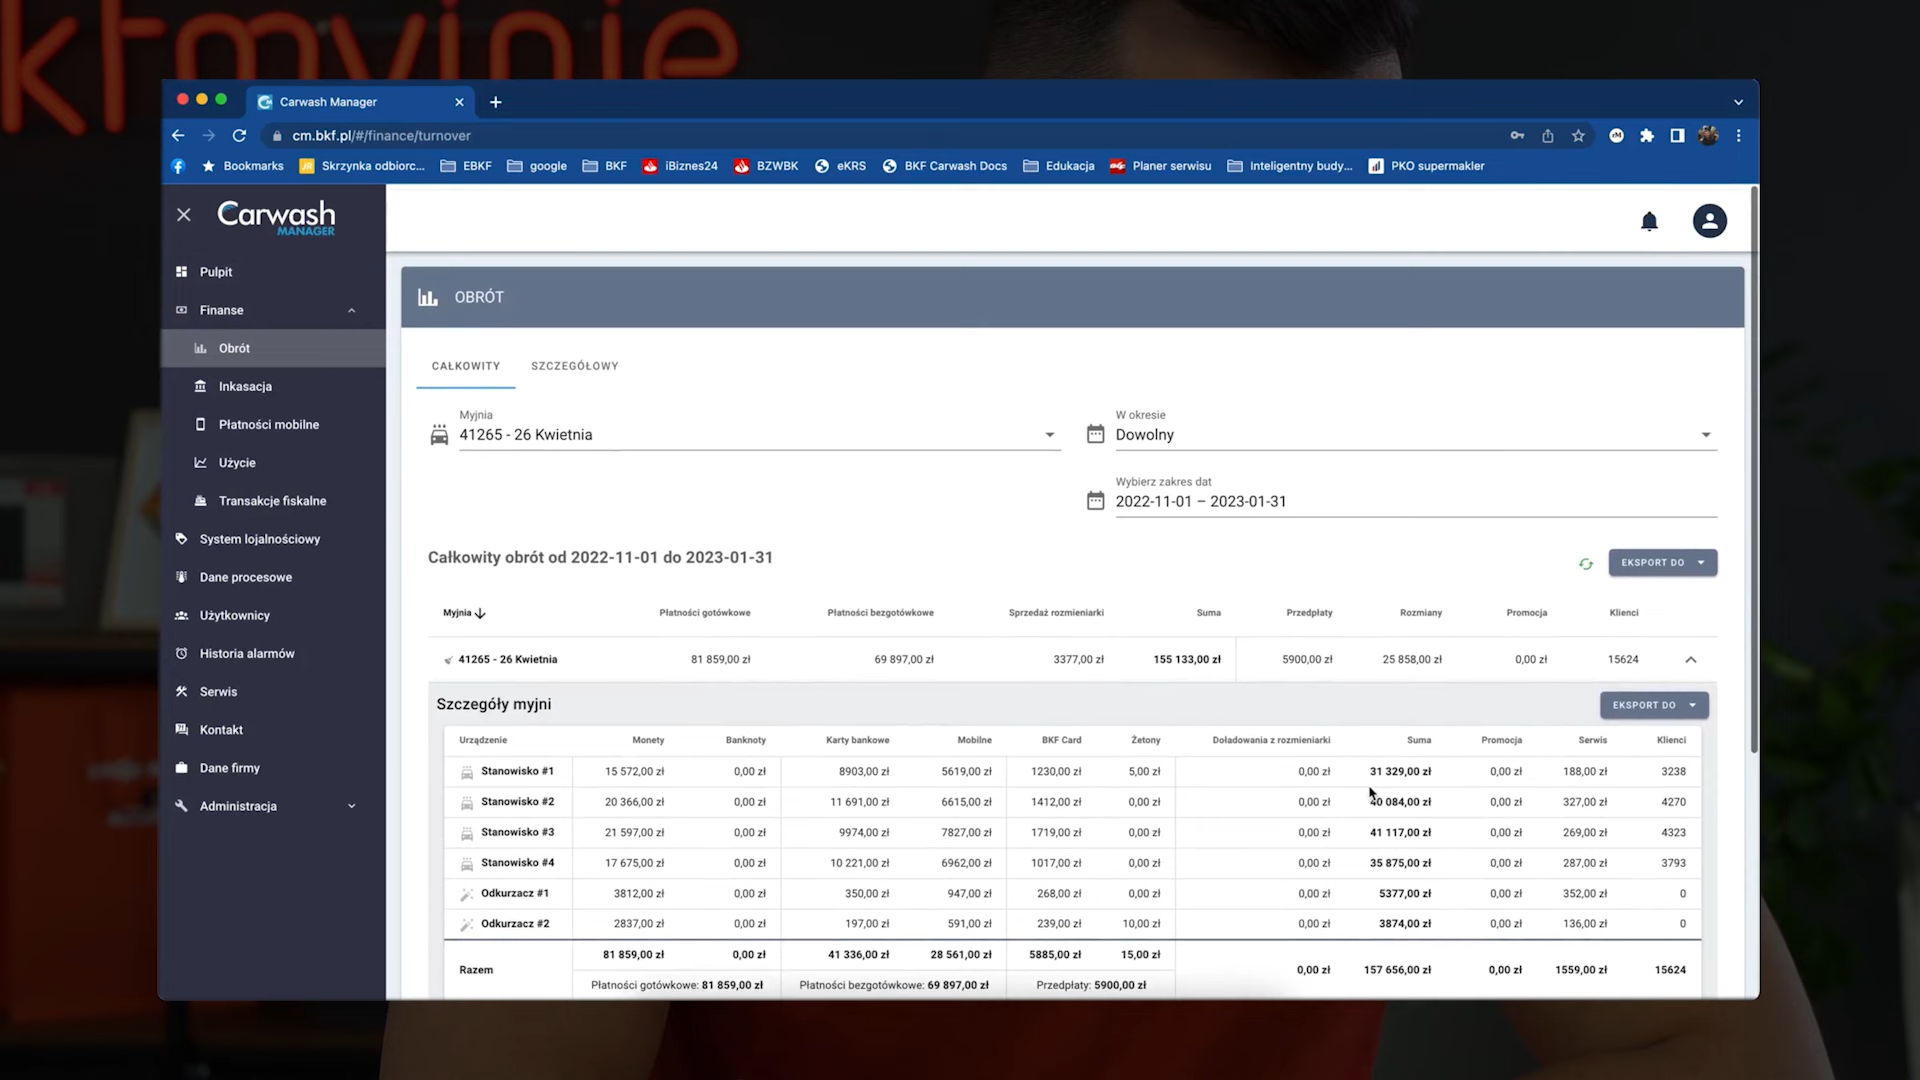 ktmyjnie
Carwash Manager
cm.bkf.pl/#/finance/turnover
Bookmarks Skrzynka odbiorc... EBKF google BKF iBiznes24 BZWBK eKRS BKF Carwash Docs Edukacja Planer serwisu Inteligentny budy... PKO supermakler
Carwash
MANAGER
Pulpit
Finanse
Obrót
Inkasacja
Płatności mobilne
Użycie
Transakcje fiskalne
System lojalnościowy
Dane procesowe
Użytkownicy
Historia alarmów
Serwis
Kontakt
Dane firmy
Administracja
OBRÓT
CAŁKOWITY SZCZEGÓŁOWY
Myjnia
41265 - 26 Kwietnia
W okresie
Dowolny
Wybierz zakres dat
2022-11-01 – 2023-01-31
Całkowity obrót od 2022-11-01 do 2023-01-31
EKSPORT DO
Myjnia Płatności gotówkowe Płatności bezgotówkowe Sprzedaż rozmieniarki Suma Przedpłaty Rozmiany Promocja Klienci
41265 - 26 Kwietnia 81 859,00 zł 69 897,00 zł 3377,00 zł 155 133,00 zł 5900,00 zł 25 858,00 zł 0,00 zł 15624
Szczegóły myjni
EKSPORT DO
Urządzenie Monety Banknoty Karty bankowe Mobilne BKF Card Żetony Doładowania z rozmieniarki Suma Promocja Serwis Klienci
Stanowisko #1 15 572,00 zł 0,00 zł 8903,00 zł 5619,00 zł 1230,00 zł 5,00 zł 0,00 zł 31 329,00 zł 0,00 zł 188,00 zł 3238
Stanowisko #2 20 366,00 zł 0,00 zł 11 691,00 zł 6615,00 zł 1412,00 zł 0,00 zł 0,00 zł 40 084,00 zł 0,00 zł 327,00 zł 4270
Stanowisko #3 21 597,00 zł 0,00 zł 9974,00 zł 7827,00 zł 1719,00 zł 0,00 zł 0,00 zł 41 117,00 zł 0,00 zł 269,00 zł 4323
Stanowisko #4 17 675,00 zł 0,00 zł 10 221,00 zł 6962,00 zł 1017,00 zł 0,00 zł 0,00 zł 35 875,00 zł 0,00 zł 287,00 zł 3793
Odkurzacz #1 3812,00 zł 0,00 zł 350,00 zł 947,00 zł 268,00 zł 0,00 zł 0,00 zł 5377,00 zł 0,00 zł 352,00 zł 0
Odkurzacz #2 2837,00 zł 0,00 zł 197,00 zł 591,00 zł 239,00 zł 10,00 zł 0,00 zł 3874,00 zł 0,00 zł 136,00 zł 0
Razem 81 859,00 zł 0,00 zł 41 336,00 zł 28 561,00 zł 5885,00 zł 15,00 zł 0,00 zł 157 656,00 zł 0,00 zł 1559,00 zł 15624
Płatności gotówkowe: 81 859,00 zł Płatności bezgotówkowe: 69 897,00 zł Przedpłaty: 5900,00 zł